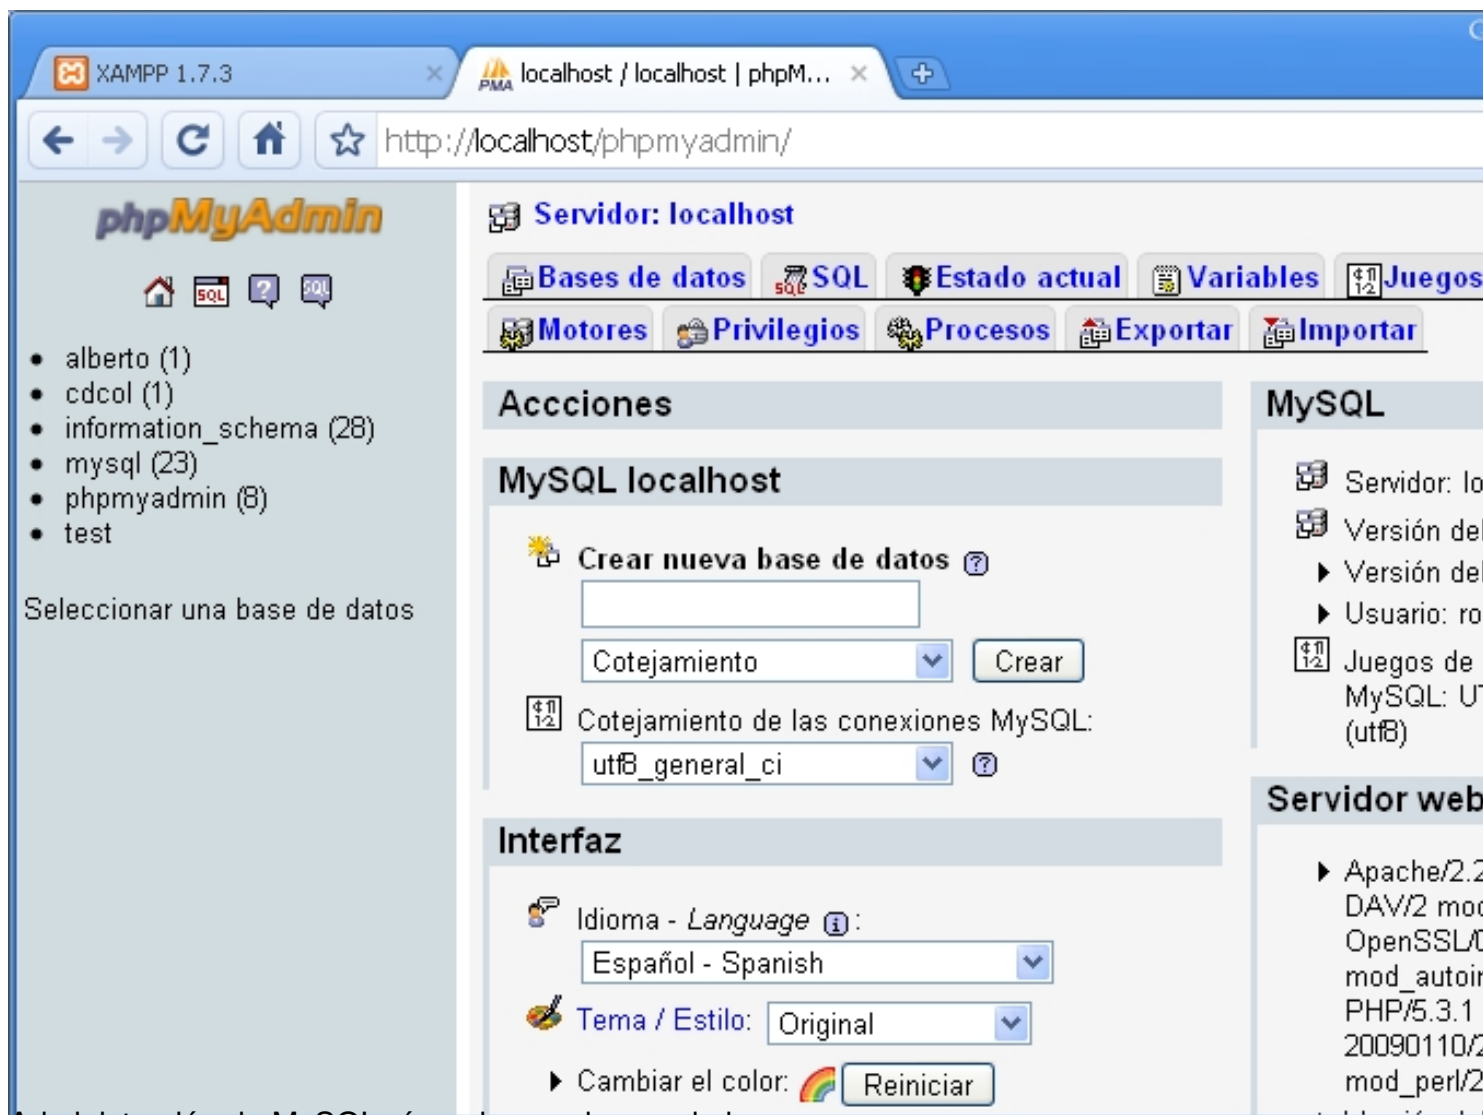 XAMPP 1.7.3
localhost / localhost | phpM...
http://localhost/phpmyadmin/
phpMyAdmin
SQL
SQL
alberto (1)
cdcol (1)
information_schema (28)
mysql (23)
phpmyadmin (8)
test
Seleccionar una base de datos
Servidor: localhost
Bases de datos SQL Estado actual Variables Juegos
Motores Privilegios Procesos Exportar Importar
Accciones
MySQL localhost
Crear nueva base de datos
Cotejamiento Crear
Cotejamiento de las conexiones MySQL:
utf8_general_ci
Interfaz
Idioma - Language :
Español - Spanish
Tema / Estilo: Original
Cambiar el color: Reiniciar
MySQL
Servidor: lo
Versión del
Versión del
Usuario: ro
Juegos de
MySQL: UT
(utf8)
Servidor web
Apache/2.2
DAV/2 mod
OpenSSL/0
mod_autoin
PHP/5.3.1
20090110/2
mod_perl/2